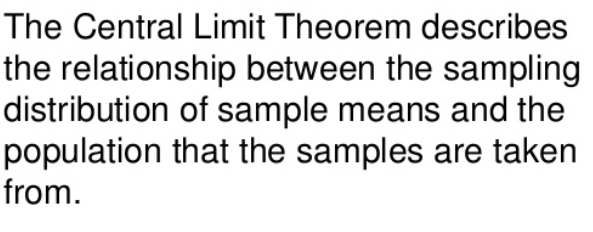 The Central Limit Theorem describes
the relationship between the sampling
distribution of sample means and the
population that the samples are taken
from.